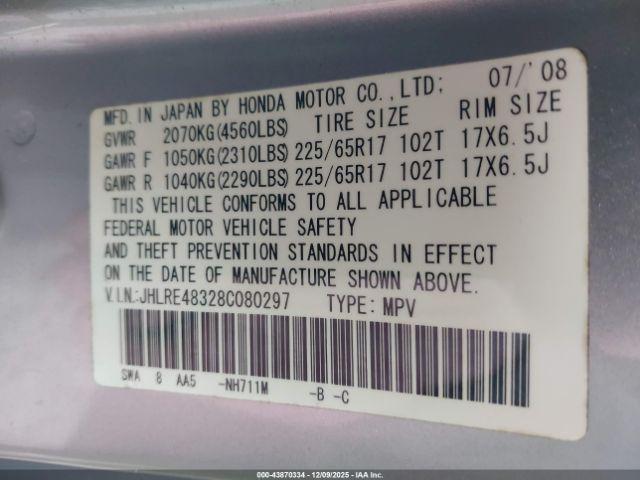 MFD. IN JAPAN BY HONDA MOTOR CO., LTD: 07/'08
GVWR 2070KG(4560LBS) TIRE SIZE RIM SIZE
GAWR F 1050KG(2310LBS) 225/65R17 102T 17X6.5J
GAWR R 1040KG(2290LBS) 225/65R17 102T 17X6.5J
THIS VEHICLE CONFORMS TO ALL APPLICABLE
FEDERAL MOTOR VEHICLE SAFETY
AND THEFT PREVENTION STANDARDS IN EFFECT
ON THE DATE OF MANUFACTURE SHOWN ABOVE.
V.I.N.:JHLRE48328C080297 TYPE: MPV
SWA 8 AA5 -NH711M -B -C
000-43870334 • 12/09/2025 • IAA Inc.